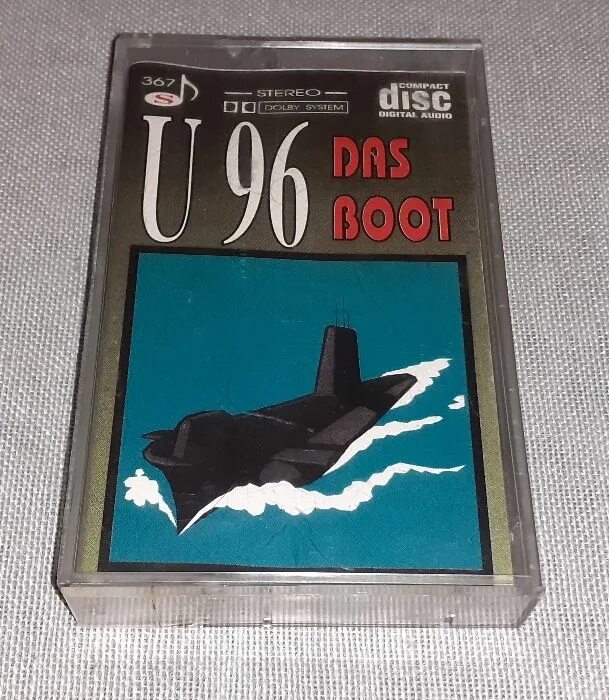 367
S
STEREO
DOLBY SYSTEM
COMPACT
disc
DIGITAL AUDIO
U 96
DAS
BOOT